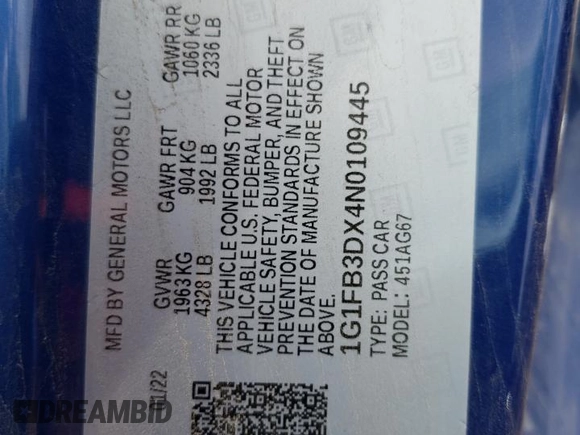 MFD BY GENERAL MOTORS LLC
GVWR
1963 KG
4328 LB
GAWR FRT
904 KG
1992 LB
GAWR RR
1060 KG
2336 LB
THIS VEHICLE CONFORMS TO ALL
APPLICABLE U.S. FEDERAL MOTOR
VEHICLE SAFETY, BUMPER, AND THEFT
PREVENTION STANDARDS IN EFFECT ON
THE DATE OF MANUFACTURE SHOWN
ABOVE.
1G1FB3DX4N0109445
TYPE: PASS CAR
MODEL: 451AG67
GM
DREAMBID